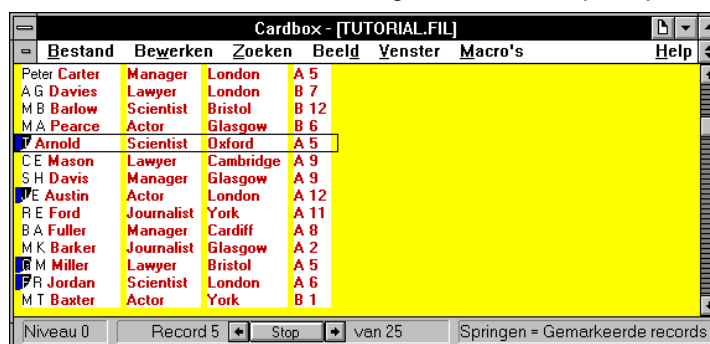 Cardbox - [TUTORIAL.FIL]
Bestand Bewerken Zoeken Beeld Venster Macro's Help
Peter Carter Manager London A 5
A G Davies Lawyer London B 7
M B Barlow Scientist Bristol B 12
M A Pearce Actor Glasgow B 6
T Arnold Scientist Oxford A 5
C E Mason Lawyer Cambridge A 9
S H Davis Manager Glasgow A 9
E Austin Actor London A 12
R E Ford Journalist York A 11
B A Fuller Manager Cardiff A 8
M K Barker Journalist Glasgow A 2
M Miller Lawyer Bristol A 5
R Jordan Scientist London A 6
M T Baxter Actor York B 1
Niveau 0 Record 5 Stop van 25 Springen = Gemarkeerde records